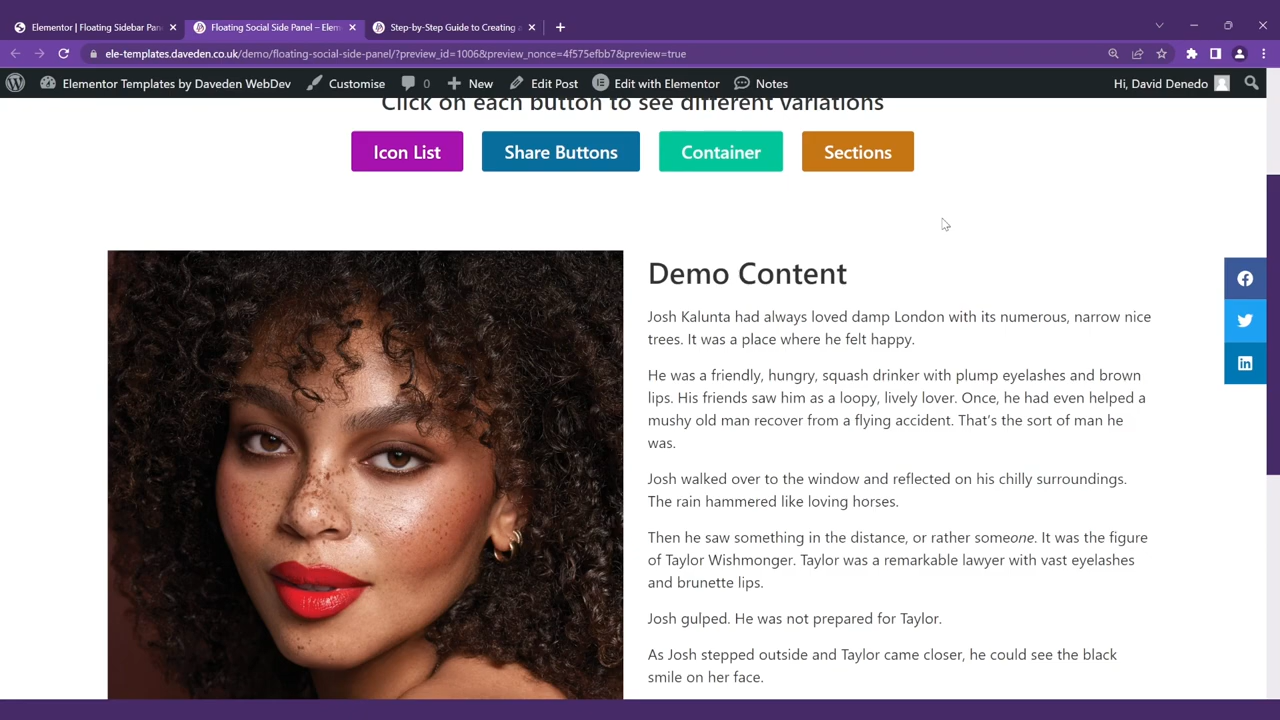 Elementor | Floating Sidebar Pan
Floating Social Side Panel – Elem
Step-by-Step Guide to Creating a
ele-templates.daveden.co.uk/demo/floating-social-side-panel/?preview_id=1006&preview_nonce=4f575efbb7&preview=true
Elementor Templates by Daveden WebDev
Customise
0
New
Edit Post
Edit with Elementor
Notes
Hi, David Denedo
Click on each button to see different variations
Icon List
Share Buttons
Container
Sections
Demo Content
Josh Kalunta had always loved damp London with its numerous, narrow nice
trees. It was a place where he felt happy.
He was a friendly, hungry, squash drinker with plump eyelashes and brown
lips. His friends saw him as a loopy, lively lover. Once, he had even helped a
mushy old man recover from a flying accident. That's the sort of man he
was.
Josh walked over to the window and reflected on his chilly surroundings.
The rain hammered like loving horses.
Then he saw something in the distance, or rather someone. It was the figure
of Taylor Wishmonger. Taylor was a remarkable lawyer with vast eyelashes
and brunette lips.
Josh gulped. He was not prepared for Taylor.
As Josh stepped outside and Taylor came closer, he could see the black
smile on her face.